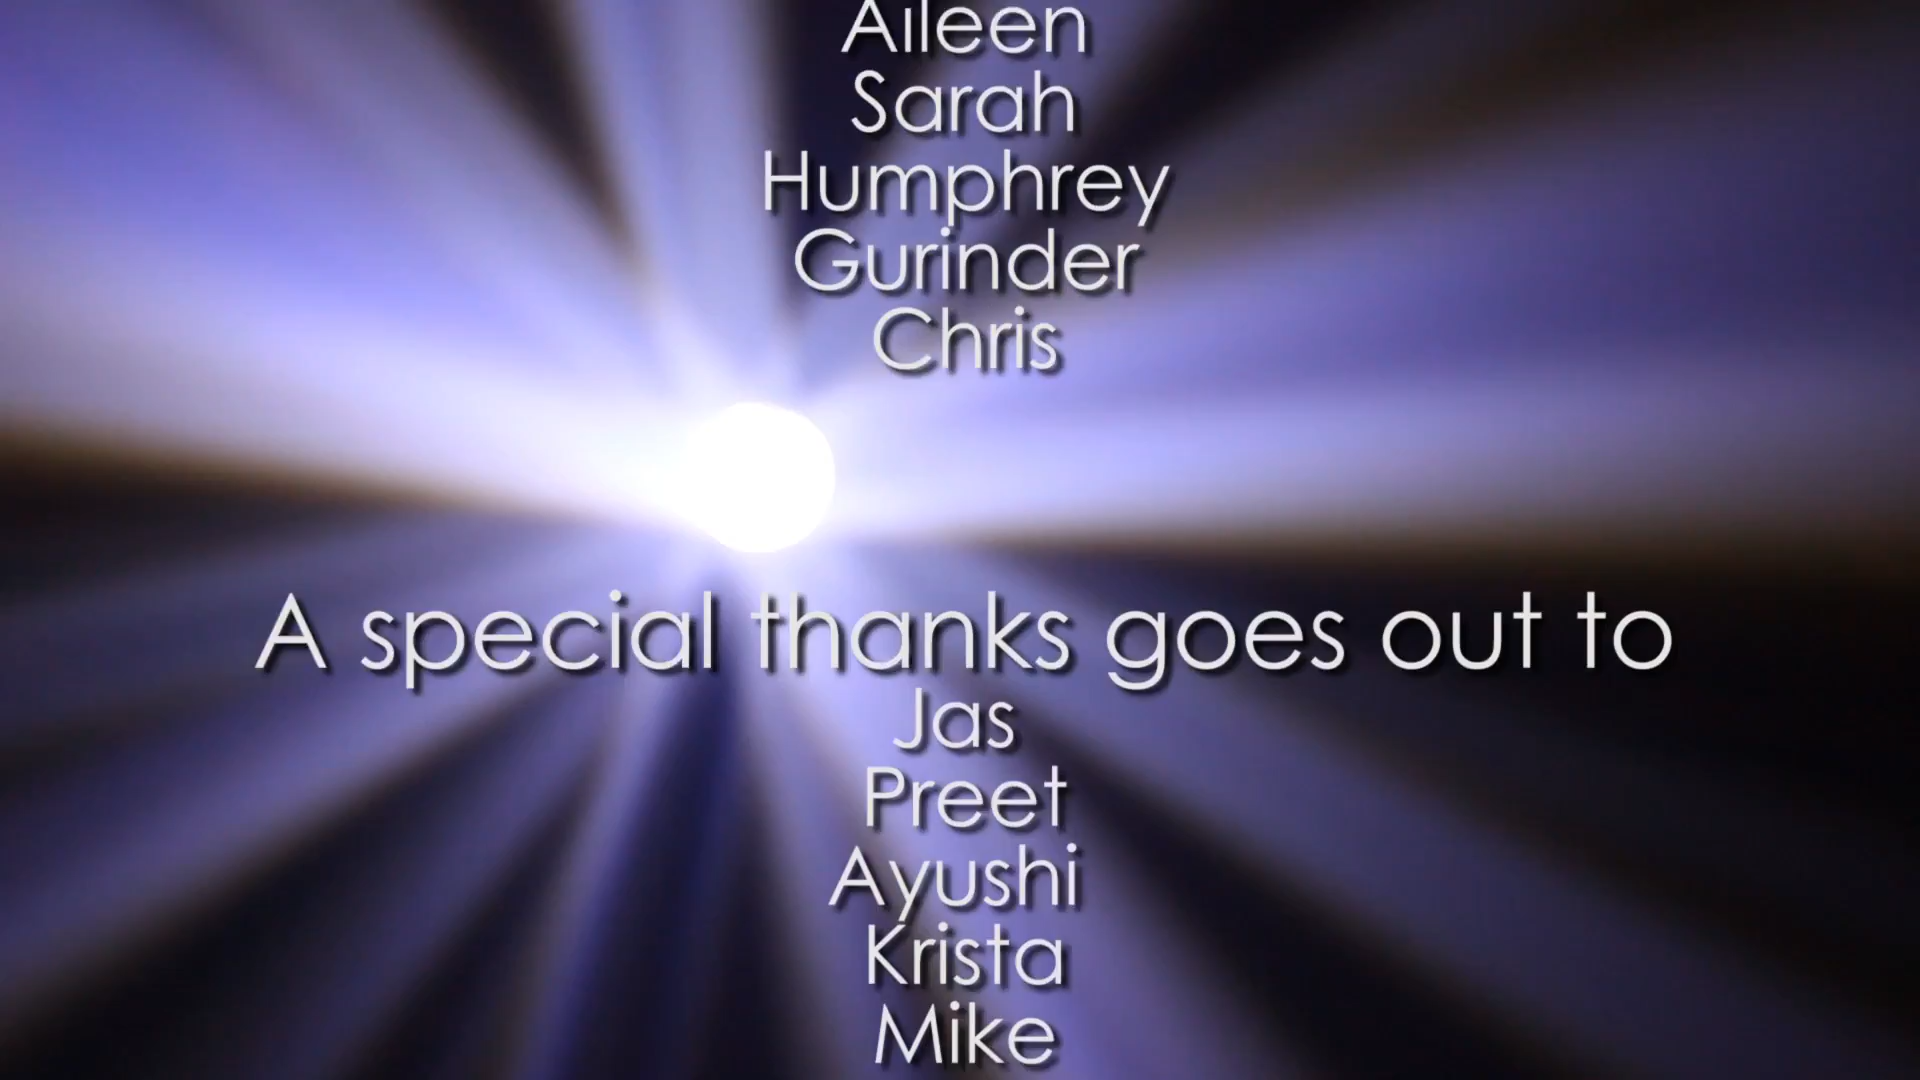 Aileen
Sarah
Humphrey
Gurinder
Chris
A special thanks goes out to
Jas
Preet
Ayushi
Krista
Mike